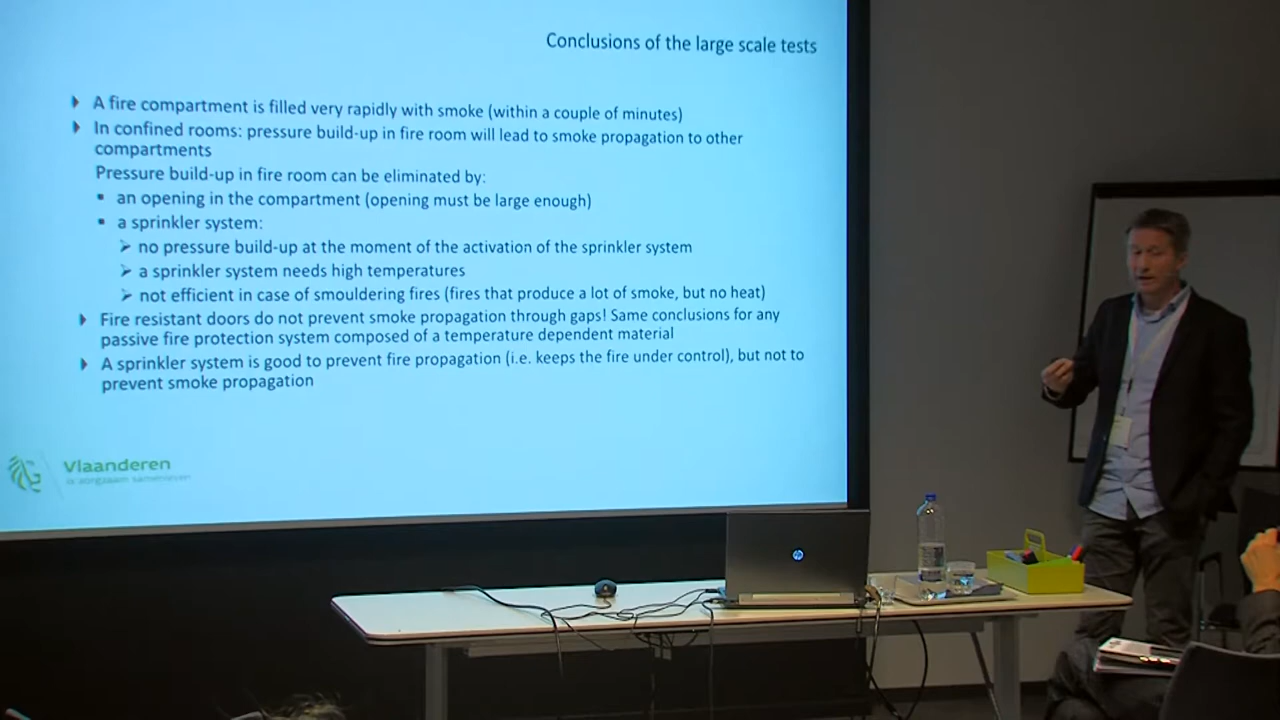 Conclusions of the large scale tests
A fire compartment is filled very rapidly with smoke (within a couple of minutes)
In confined rooms: pressure build-up in fire room will lead to smoke propagation to other
compartments
Pressure build-up in fire room can be eliminated by:
an opening in the compartment (opening must be large enough)
a sprinkler system:
no pressure build-up at the moment of the activation of the sprinkler system
a sprinkler system needs high temperatures
not efficient in case of smouldering fires (fires that produce a lot of smoke, but no heat)
Fire resistant doors do not prevent smoke propagation through gaps! Same conclusions for any
passive fire protection system composed of a temperature dependent material
A sprinkler system is good to prevent fire propagation (i.e. keeps the fire under control), but not to
prevent smoke propagation
Vlaanderen
is zorgzaam samenleven
hp